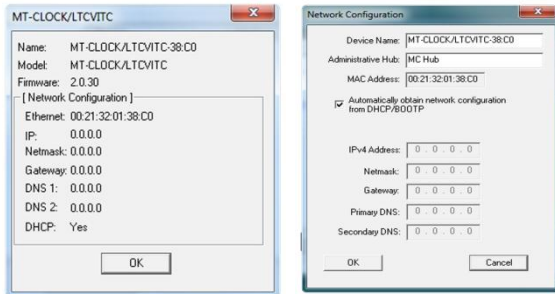 MT-CLOCK/LTCVITC
Name: MT-CLOCK/LTCVITC-38:C0
Model: MT-CLOCK/LTCVITC
Firmware: 2.0.30
[ Network Configuration ]
Ethernet: 00:21:32:01:38:C0
IP: 0.0.0.0
Netmask: 0.0.0.0
Gateway: 0.0.0.0
DNS 1: 0.0.0.0
DNS 2: 0.0.0.0
DHCP: Yes
OK
Network Configuration
Device Name: MT-CLOCK/LTCVITC-38:C0
Administrative Hub: MC Hub
MAC Address: 00:21:32:01:38:C0
Automatically obtain network configuration
from DHCP/BOOTP
IPv4 Address: 0 . 0 . 0 . 0
Netmask: 0 . 0 . 0 . 0
Gateway: 0 . 0 . 0 . 0
Primary DNS: 0 . 0 . 0 . 0
Secondary DNS: 0 . 0 . 0 . 0
OK Cancel